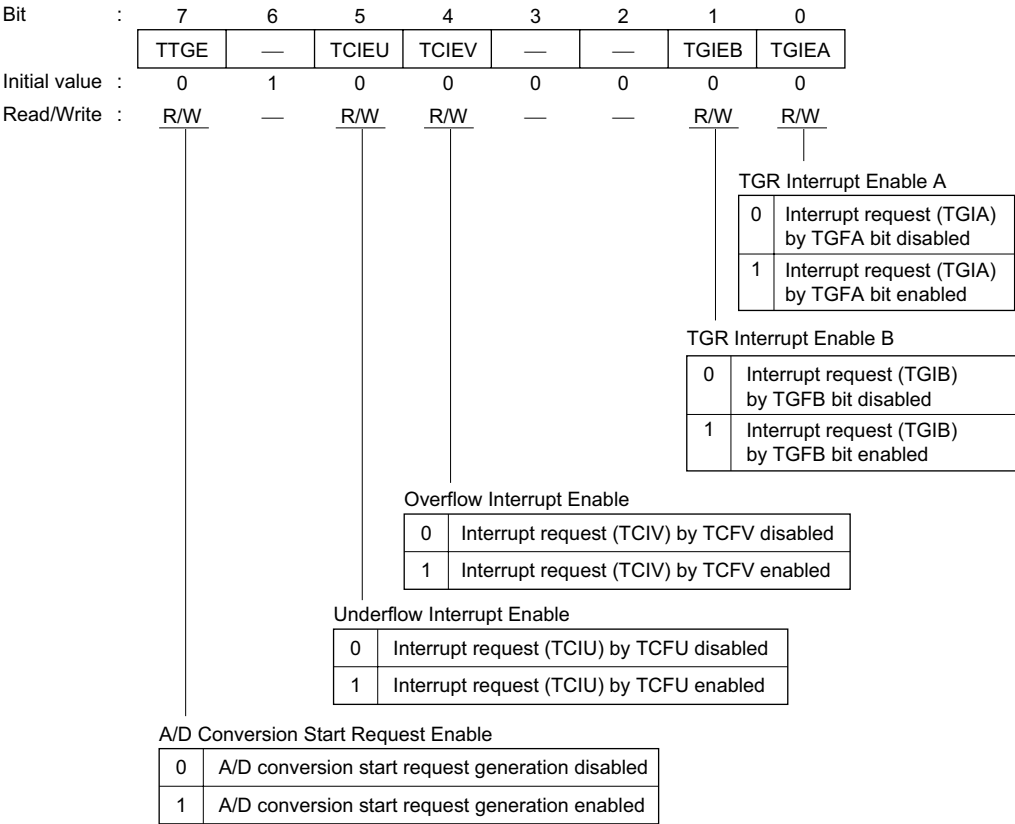 Bit : 7 6 5 4 3 2 1 0
TTGE — TCIEU TCIEV — — TGIEB TGIEA
Initial value : 0 1 0 0 0 0 0 0
Read/Write : R/W — R/W R/W — — R/W R/W
TGR Interrupt Enable A
0 Interrupt request (TGIA)
by TGFA bit disabled
1 Interrupt request (TGIA)
by TGFA bit enabled
TGR Interrupt Enable B
0 Interrupt request (TGIB)
by TGFB bit disabled
1 Interrupt request (TGIB)
by TGFB bit enabled
Overflow Interrupt Enable
0 Interrupt request (TCIV) by TCFV disabled
1 Interrupt request (TCIV) by TCFV enabled
Underflow Interrupt Enable
0 Interrupt request (TCIU) by TCFU disabled
1 Interrupt request (TCIU) by TCFU enabled
A/D Conversion Start Request Enable
0 A/D conversion start request generation disabled
1 A/D conversion start request generation enabled